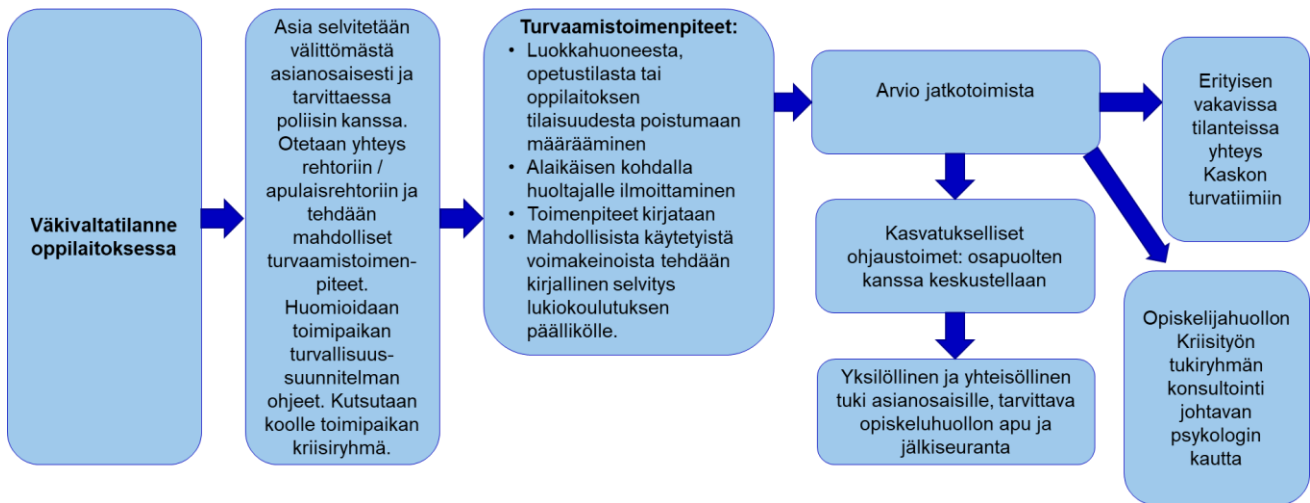 Väkivaltatilanne
oppilaitoksessa
Asia selvitetään
välittömästä
asianosaisesti ja
tarvittaessa
poliisin kanssa.
Otetaan yhteys
rehtoriin /
apulaisrehtoriin ja
tehdään
mahdolliset
turvaamistoimen-
piteet.
Huomioidaan
toimipaikan
turvallisuus-
suunnitelman
ohjeet. Kutsutaan
koolle toimipaikan
kriisiryhmä.
Turvaamistoimenpiteet:
• Luokkahuoneesta,
opetustilasta tai
oppilaitoksen
tilaisuudesta poistumaan
määrääminen
• Alaikäisen kohdalla
huoltajalle ilmoittaminen
• Toimenpiteet kirjataan
• Mahdollisista käytetyistä
voimakeinoista tehdään
kirjallinen selvitys
lukiokoulutuksen
päällikölle.
Arvio jatkotoimista
Kasvatukselliset
ohjaustoimet: osapuolten
kanssa keskustellaan
Yksilöllinen ja yhteisöllinen
tuki asianosaisille, tarvittava
opiskeluhuollon apu ja
jälkiseuranta
Erityisen
vakavissa
tilanteissa
yhteys
Kaskon
turvatiimiin
Opiskelijahuollon
Kriisityön
tukiryhmän
konsultointi
johtavan
psykologin
kautta